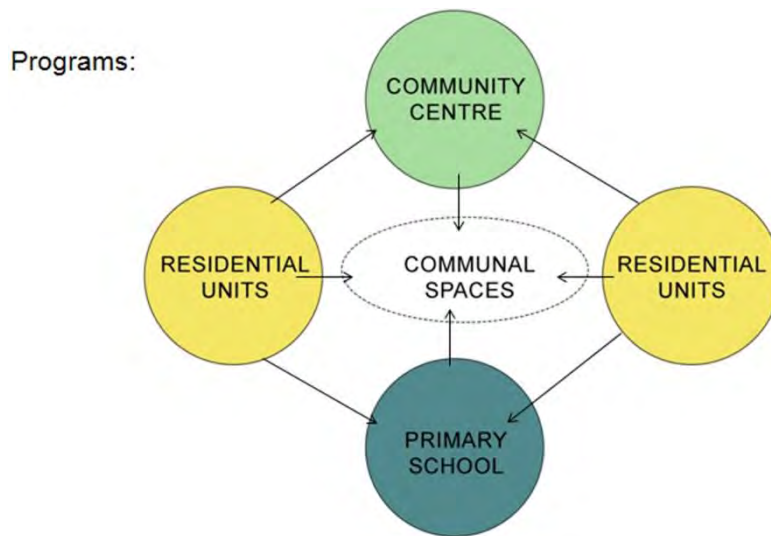 Programs:
COMMUNITY
CENTRE
RESIDENTIAL
UNITS
COMMUNAL
SPACES
RESIDENTIAL
UNITS
PRIMARY
SCHOOL